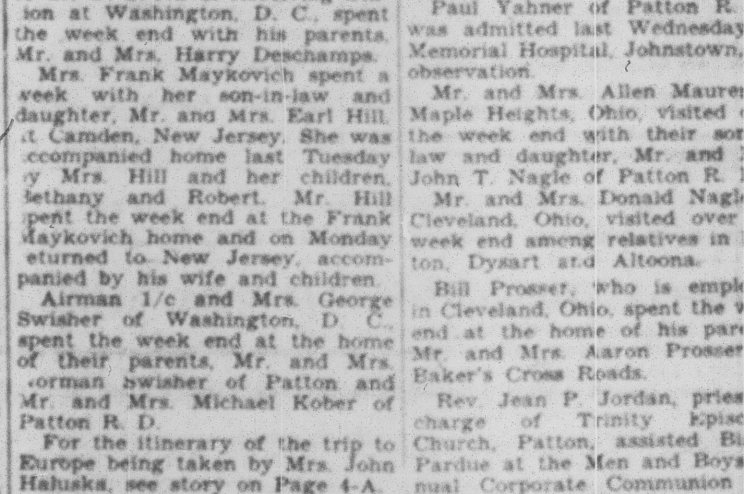 ion at Washington, D. C., spent
the week end with his parents,
Mr. and Mrs. Harry Deschamps.
Mrs. Frank Maykovich spent a
week with her son-in-law and
daughter, Mr. and Mrs. Earl Hill,
at Camden, New Jersey. She was
accompanied home last Tuesday
by Mrs. Hill and her children,
Bethany and Robert. Mr. Hill
spent the week end at the Frank
Maykovich home and on Monday
returned to New Jersey, accom-
panied by his wife and children.
Airman 1/c and Mrs. George
Swisher of Washington, D. C.,
spent the week end at the home
of their parents, Mr. and Mrs.
Norman Swisher of Patton and
Mr. and Mrs. Michael Kober of
Patton R. D.
For the itinerary of the trip to
Europe being taken by Mrs. John
Haluska, see story on Page 4-A.
Paul Yahner of Patton R.
was admitted last Wednesday
Memorial Hospital, Johnstown,
observation.
Mr. and Mrs. Allen Maurer
Maple Heights, Ohio, visited
the week end with their son
law and daughter, Mr. and
John T. Nagle of Patton R.
Mr. and Mrs. Donald Nagle
Cleveland, Ohio, visited over
week end among relatives in
ton, Dysart and Altoona.
Bill Prosser, who is emplo
in Cleveland, Ohio, spent the w
end at the home of his pare
Mr. and Mrs. Aaron Prosser
Baker's Cross Roads.
Rev. Jean P. Jordan, pries
charge of Trinity Episc
Church, Patton, assisted Bi
Pardue at the Men and Boys
nual Corporate Communion